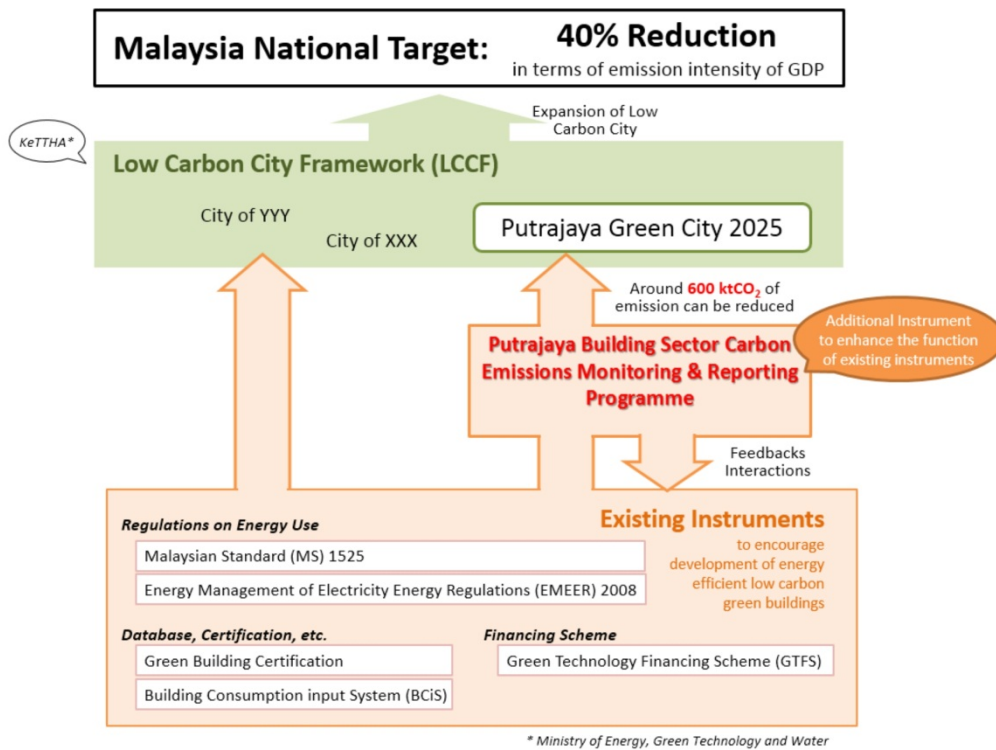 Malaysia National Target:
40% Reduction
in terms of emission intensity of GDP
Expansion of Low
Carbon City
KeTTHA*
Low Carbon City Framework (LCCF)
City of YYY
City of XXX
Putrajaya Green City 2025
Around 600 ktCO₂ of
emission can be reduced
Additional Instrument
to enhance the function
of existing instruments
Putrajaya Building Sector Carbon
Emissions Monitoring & Reporting
Programme
Feedbacks
Interactions
Existing Instruments
to encourage
development of energy
efficient low carbon
green buildings
Regulations on Energy Use
Malaysian Standard (MS) 1525
Energy Management of Electricity Energy Regulations (EMEER) 2008
Database, Certification, etc.
Green Building Certification
Building Consumption input System (BCiS)
Financing Scheme
Green Technology Financing Scheme (GTFS)
* Ministry of Energy, Green Technology and Water